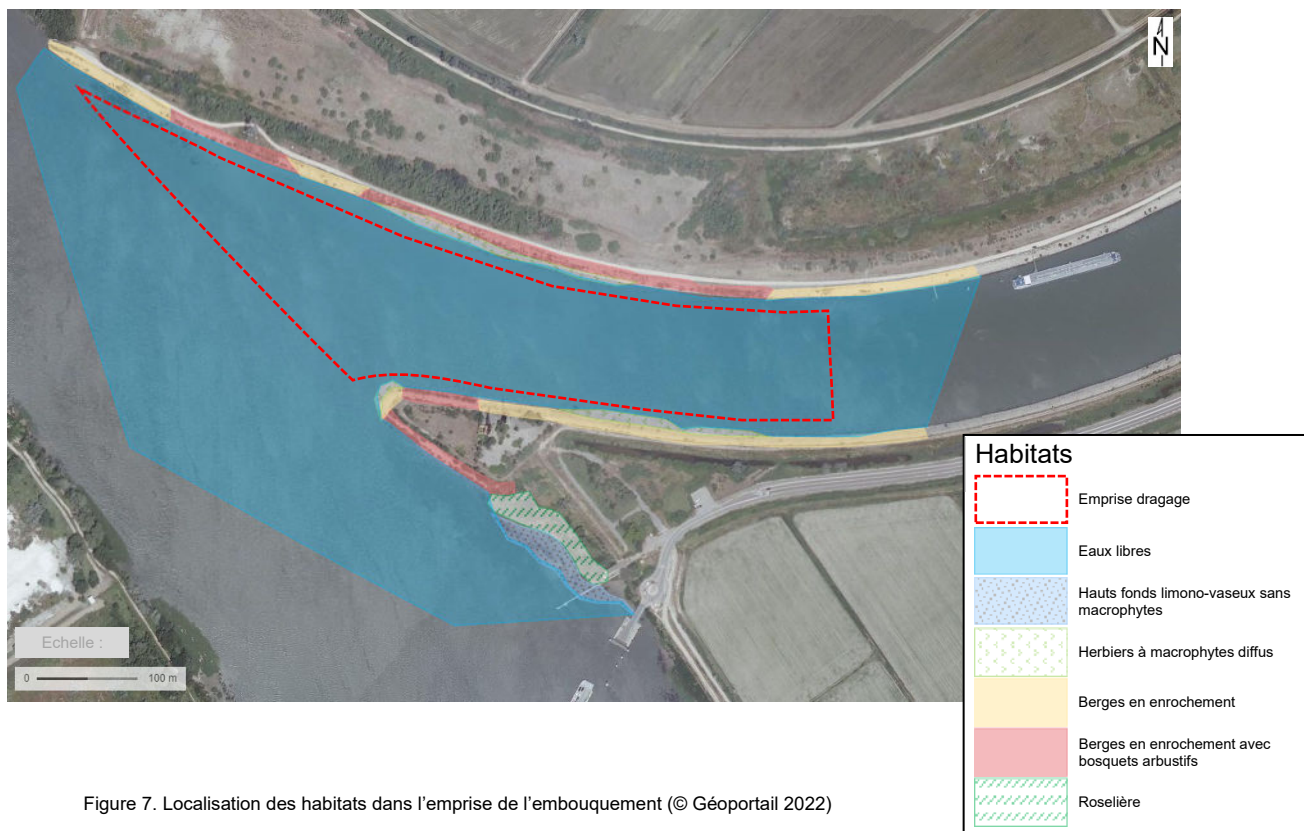 N
Echelle :
0 100 m
Habitats
Emprise dragage
Eaux libres
Hauts fonds limono-vaseux sans
macrophytes
Herbiers à macrophytes diffus
Berges en enrochement
Berges en enrochement avec
bosquets arbustifs
Roselière
Figure 7. Localisation des habitats dans l’emprise de l’embouquement (© Géoportail 2022)